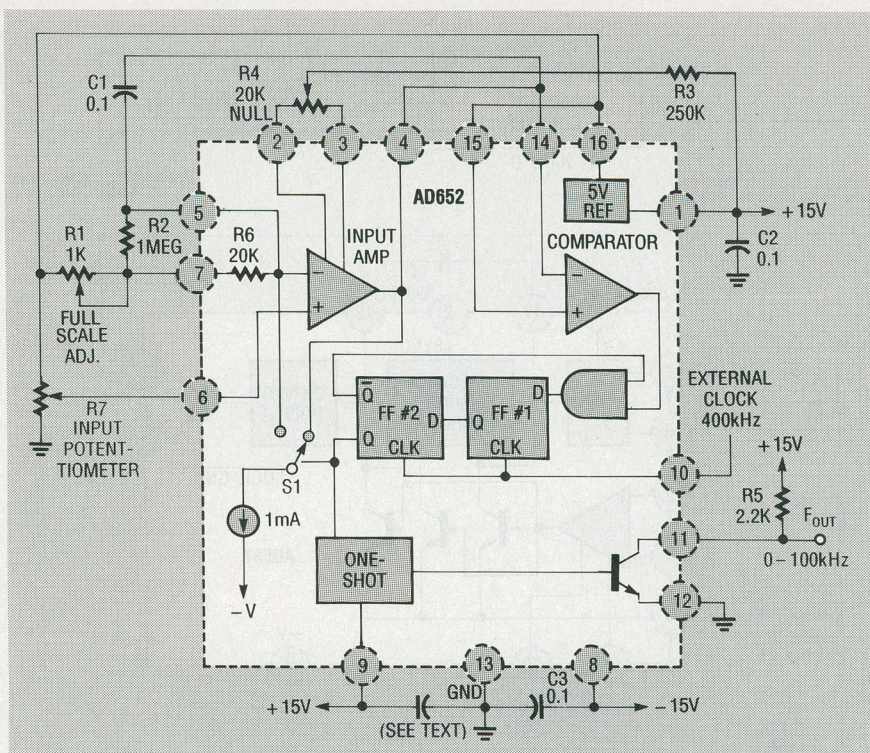 C1
0.1
R4
20K
NULL
R3
250K
2
3
4
15
14
16
AD652
5V
REF
1
+15V
C2
0.1
5
R2
1MEG
R1
1K
7
R6
20K
INPUT
AMP
COMPARATOR
FULL
SCALE
ADJ.
6
R7
INPUT
POTEN-
TIOMETER
Q
FF #2
D
Q
CLK
Q
FF #1
D
CLK
EXTERNAL
CLOCK
400kHz
10
+15V
R5
2.2K
FOUT
0–100kHz
11
12
S1
1mA
–V
ONE-
SHOT
9
13
8
GND
C3
0.1
+15V
(SEE TEXT)
–15V